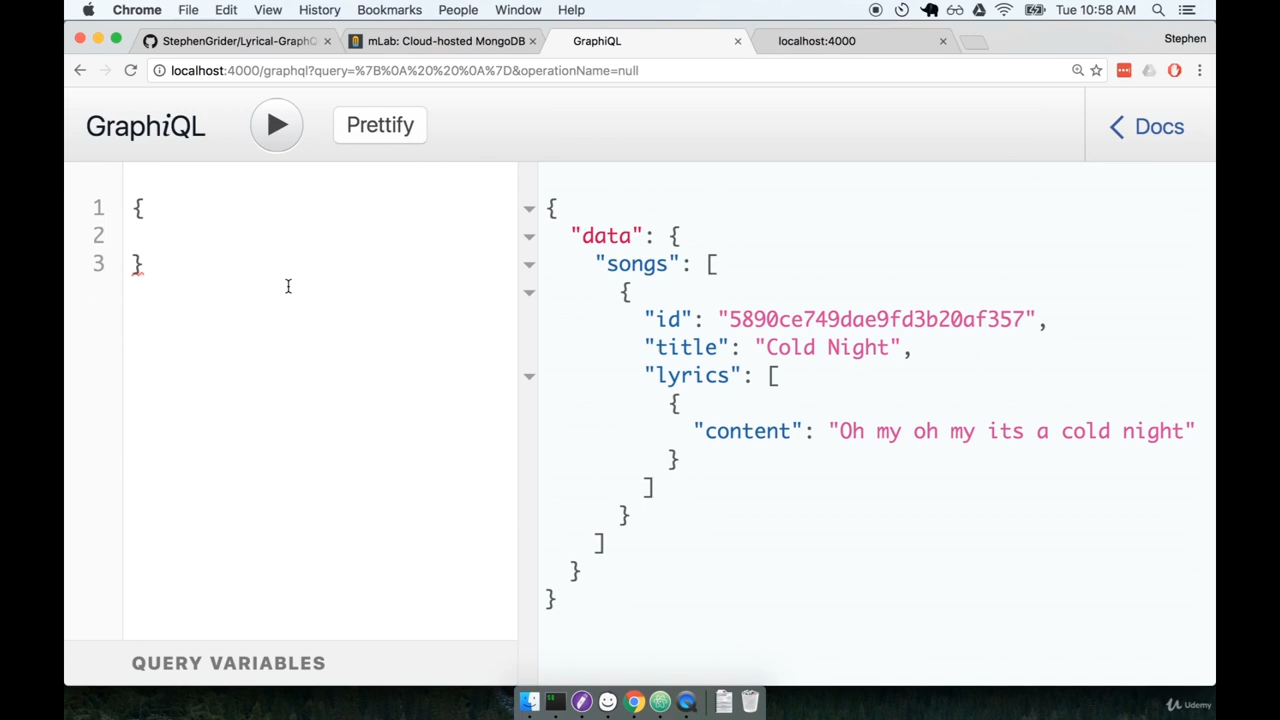 Chrome File Edit View History Bookmarks People Window Help Tue 10:58 AM
StephenGrider/Lyrical-GraphQ mLab: Cloud-hosted MongoDB GraphiQL localhost:4000 Stephen
localhost:4000/graphql?query=%7B%0A%20%20%0A%7D&operationName=null
GraphiQL Prettify Docs
1 {
2
3 }
{
"data": {
"songs": [
{
"id": "5890ce749dae9fd3b20af357",
"title": "Cold Night",
"lyrics": [
{
"content": "Oh my oh my its a cold night"
}
]
}
]
}
}
QUERY VARIABLES
Udemy